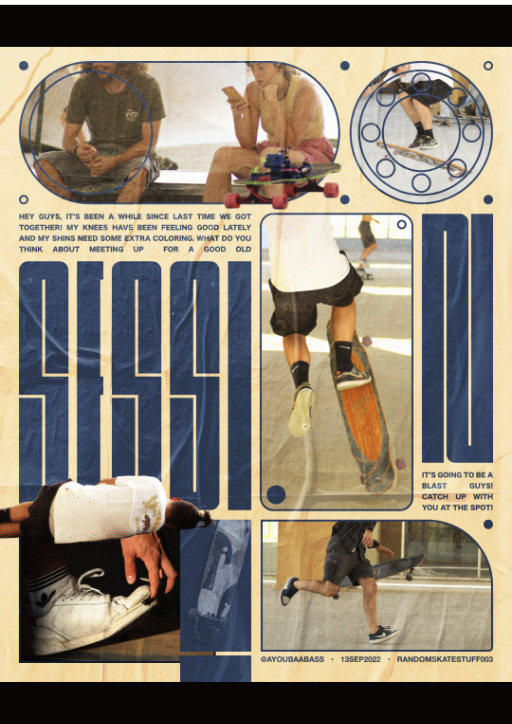 HEY GUYS, IT'S BEEN A WHILE SINCE LAST TIME WE GOT
TOGETHER! MY KNEES HAVE BEEN FEELING GOOD LATELY
AND MY SHINS NEED SOME EXTRA COLORING. WHAT DO YOU
THINK ABOUT MEETING UP FOR A GOOD OLD
SESSI N
IT'S GOING TO BE A
BLAST GUYS!
CATCH UP WITH
YOU AT THE SPOT!
@AYOUBAABASS · 13SEP2022 · RANDOMSKATESTUFF003